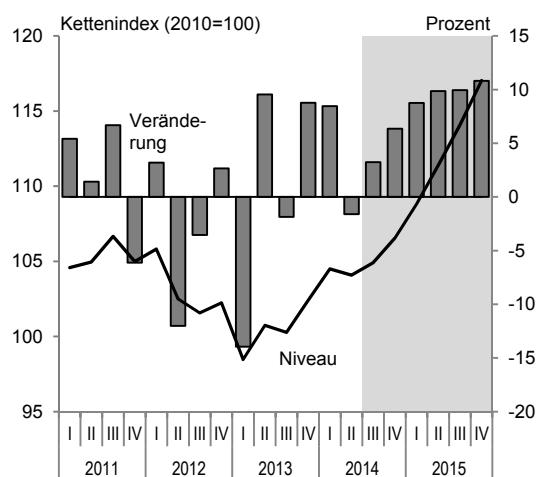 Kettenindex (2010=100) Prozent
120 15
115 10
5
110 0
105 -5
-10
100 -15
95 -20
Verände-
rung
Niveau
I II III IV I II III IV I II III IV I II III IV I II III IV
2011 2012 2013 2014 2015